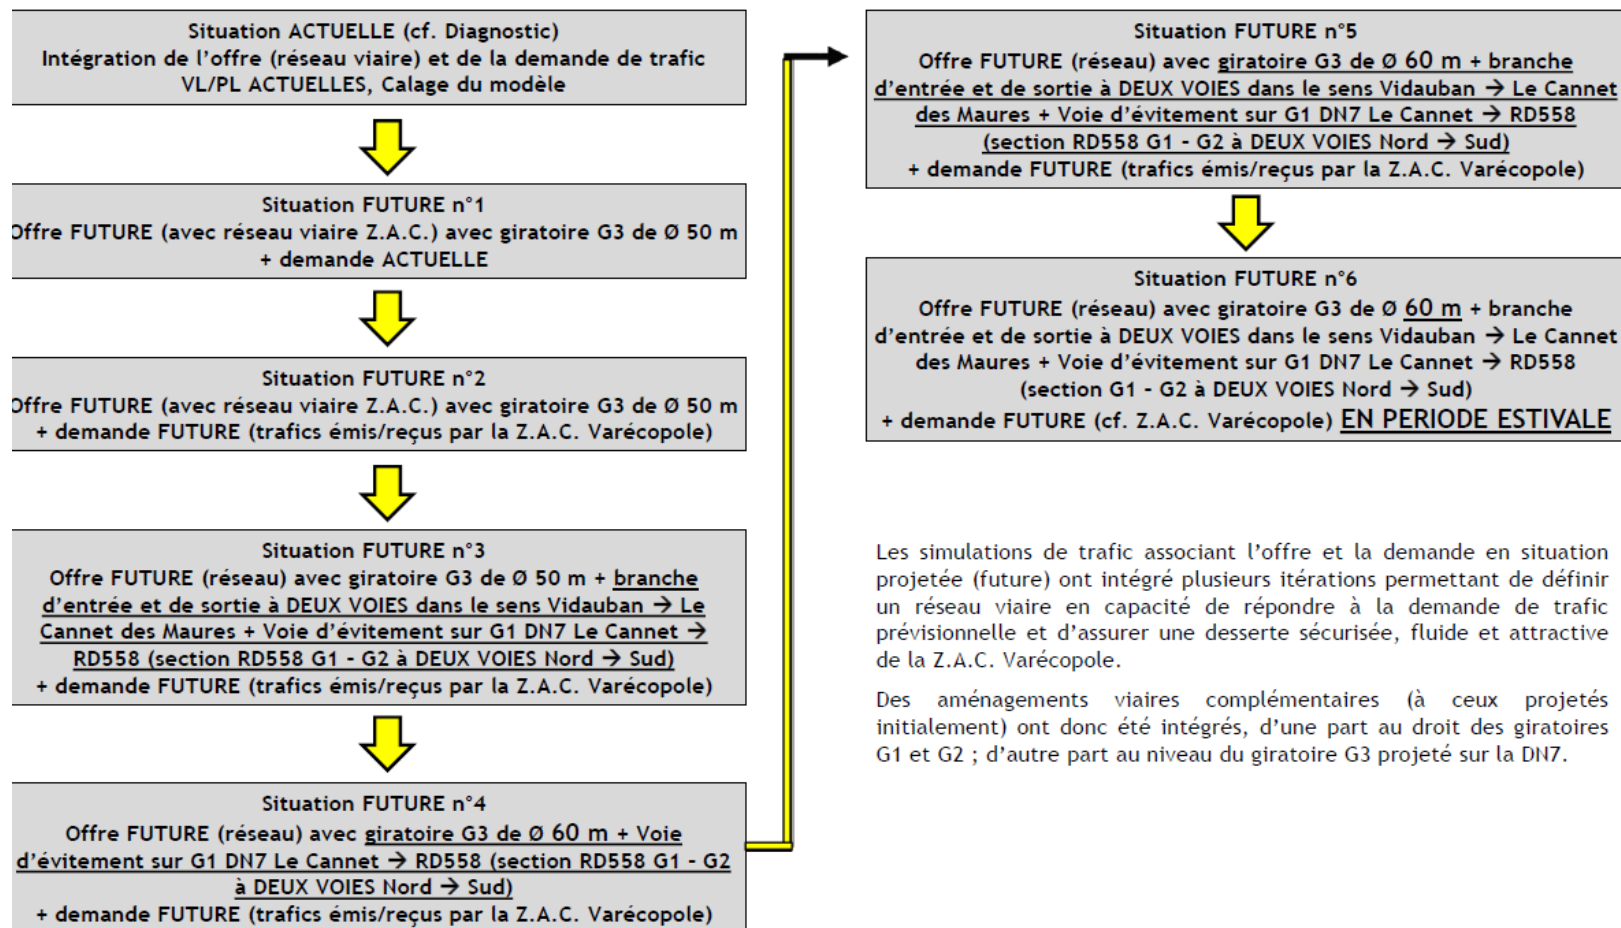 Situation ACTUELLE (cf. Diagnostic)
Intégration de l'offre (réseau viaire) et de la demande de trafic
VL/PL ACTUELLES, Calage du modèle
Situation FUTURE n°1
Offre FUTURE (avec réseau viaire Z.A.C.) avec giratoire G3 de Ø 50 m
+ demande ACTUELLE
Situation FUTURE n°2
Offre FUTURE (avec réseau viaire Z.A.C.) avec giratoire G3 de Ø 50 m
+ demande FUTURE (trafics émis/reçus par la Z.A.C. Varécopole)
Situation FUTURE n°3
Offre FUTURE (réseau) avec giratoire G3 de Ø 50 m + branche
d'entrée et de sortie à DEUX VOIES dans le sens Vidauban → Le
Cannet des Maures + Voie d'évitement sur G1 DN7 Le Cannet →
RD558 (section RD558 G1 - G2 à DEUX VOIES Nord → Sud)
+ demande FUTURE (trafics émis/reçus par la Z.A.C. Varécopole)
Situation FUTURE n°4
Offre FUTURE (réseau) avec giratoire G3 de Ø 60 m + Voie
d'évitement sur G1 DN7 Le Cannet → RD558 (section RD558 G1 - G2
à DEUX VOIES Nord → Sud)
+ demande FUTURE (trafics émis/reçus par la Z.A.C. Varécopole)
Situation FUTURE n°5
Offre FUTURE (réseau) avec giratoire G3 de Ø 60 m + branche
d'entrée et de sortie à DEUX VOIES dans le sens Vidauban → Le Cannet
des Maures + Voie d'évitement sur G1 DN7 Le Cannet → RD558
(section RD558 G1 - G2 à DEUX VOIES Nord → Sud)
+ demande FUTURE (trafics émis/reçus par la Z.A.C. Varécopole)
Situation FUTURE n°6
Offre FUTURE (réseau) avec giratoire G3 de Ø 60 m + branche
d'entrée et de sortie à DEUX VOIES dans le sens Vidauban → Le Cannet
des Maures + Voie d'évitement sur G1 DN7 Le Cannet → RD558
(section G1 - G2 à DEUX VOIES Nord → Sud)
+ demande FUTURE (cf. Z.A.C. Varécopole) EN PERIODE ESTIVALE
Les simulations de trafic associant l'offre et la demande en situation
projetée (future) ont intégré plusieurs itérations permettant de définir
un réseau viaire en capacité de répondre à la demande de trafic
prévisionnelle et d'assurer une desserte sécurisée, fluide et attractive
de la Z.A.C. Varécopole.
Des aménagements viaires complémentaires (à ceux projetés
initialement) ont donc été intégrés, d'une part au droit des giratoires
G1 et G2 ; d'autre part au niveau du giratoire G3 projeté sur la DN7.